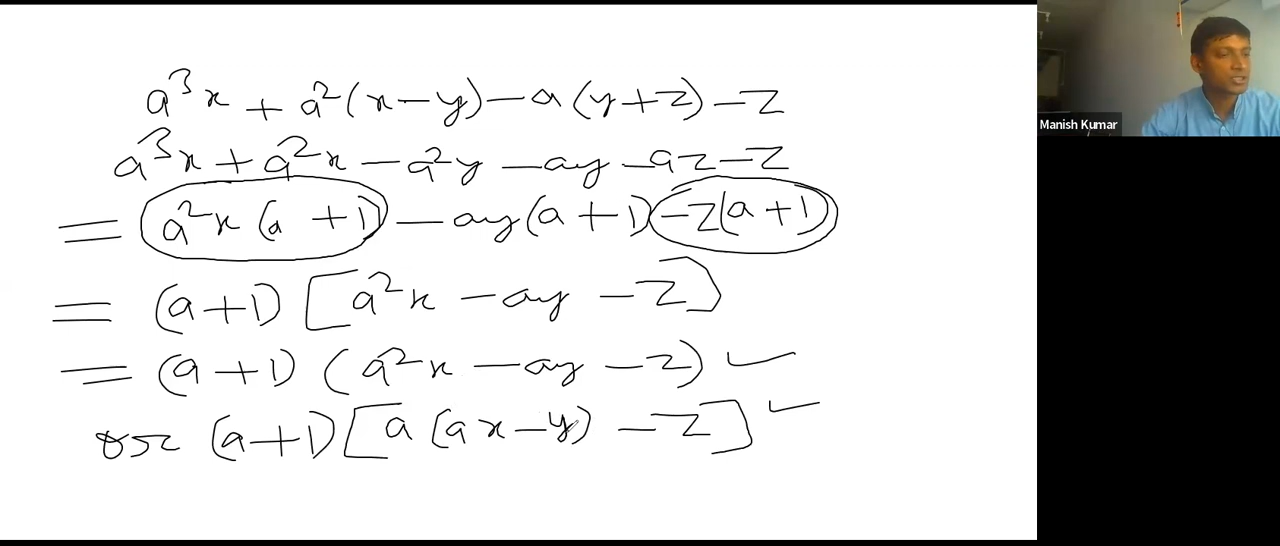 a³x + a²(x-y) - a(y+z) - z
a³x + a²x - a²y - ay - az - z
= a²x(a + 1) - ay(a + 1) - z(a + 1)
= (a+1) [a²x - ay - z]
= (a+1) (a²x - ay - z) ✓
or (a+1)[a(ax-y) - z] ✓
Manish Kumar